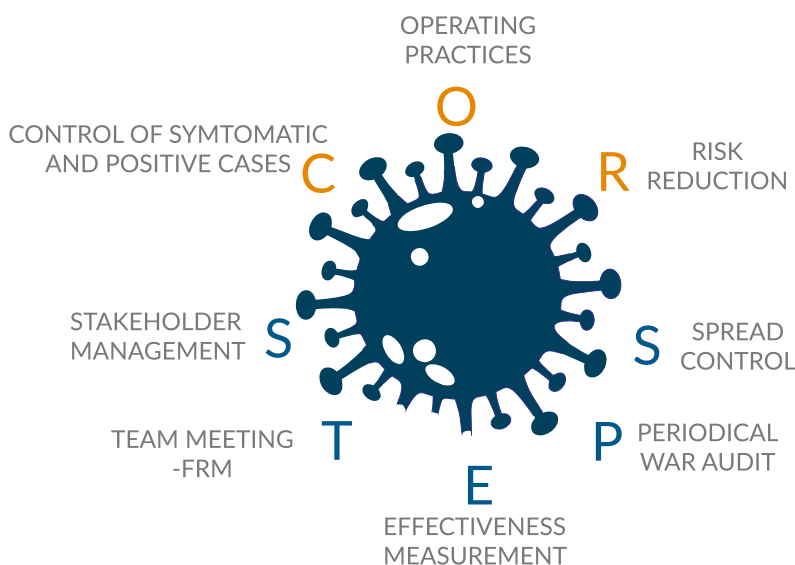 OPERATING
PRACTICES
O
CONTROL OF SYMTOMATIC
AND POSITIVE CASES
C
R
RISK
REDUCTION
STAKEHOLDER
MANAGEMENT
S
S
SPREAD
CONTROL
TEAM MEETING
-FRM
T
P
PERIODICAL
WAR AUDIT
E
EFFECTIVENESS
MEASUREMENT